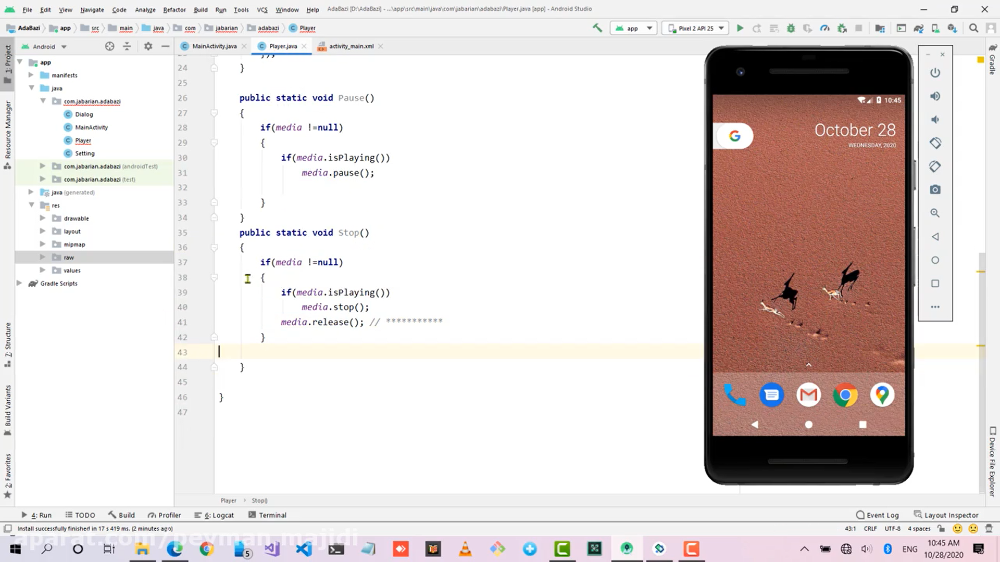 File Edit View Navigate Code Analyze Refactor Build Run Tools VCS Window Help AdaBazi [D:\AdaBazi] - ...\app\src\main\java\com\jabarian\adabazi\Player.java [app] - Android Studio
AdaBazi app src main java com jabarian adabazi Player app Pixel 2 API 25
Android MainActivity.java Player.java activity_main.xml
1: Project
Resource Manager
7: Structure
Build Variants
2: Favorites
app
manifests
java
com.jabarian.adabazi
Dialog
MainActivity
Player
Setting
com.jabarian.adabazi (androidTest)
com.jabarian.adabazi (test)
java (generated)
res
drawable
layout
mipmap
raw
values
Gradle Scripts
24 }
25
26 public static void Pause()
27 {
28 if(media !=null)
29 {
30 if(media.isPlaying())
31 media.pause();
32
33 }
34 }
35 public static void Stop()
36 {
37 if(media !=null)
38 {
39 if(media.isPlaying())
40 media.stop();
41 media.release(); // ***********
42 }
43
44 }
45
46 }
47
10:45
G
October 28
WEDNESDAY, 2020
Gradle
Device File Explorer
Player › Stop()
4: Run TODO Build Profiler 6: Logcat Terminal Event Log Layout Inspector
Install successfully finished in 17 s 419 ms. (2 minutes ago) 43:1 CRLF UTF-8 4 spaces
aparat.com/peyman.majidi
5 ENG 10:45 AM
10/28/2020